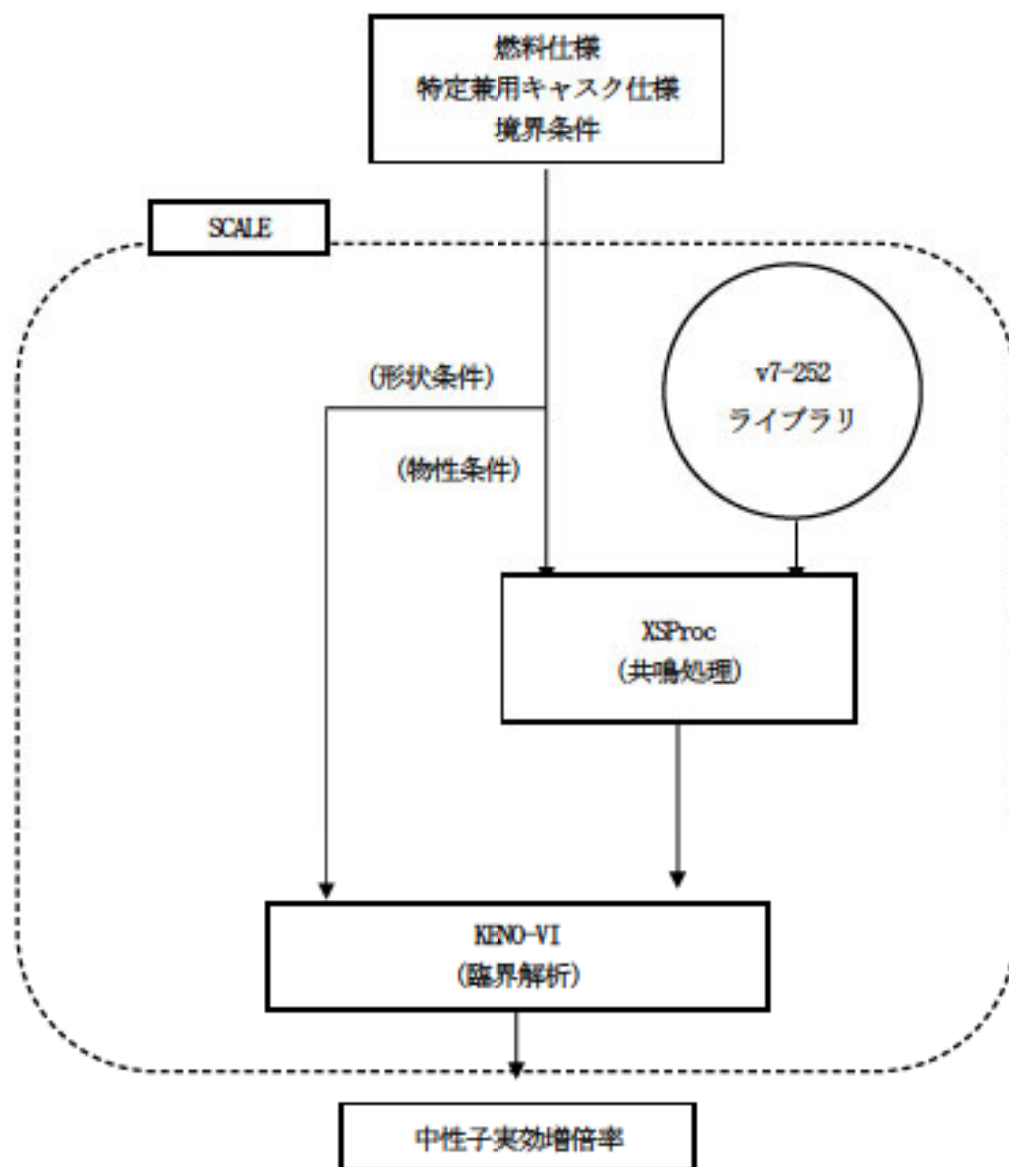 燃料仕様
特定兼用キャスク仕様
境界条件
SCALE
(形状条件)
v7-252
ライブラリ
(物性条件)
XSProc
(共鳴処理)
KENO-VI
(臨界解析)
中性子実効増倍率